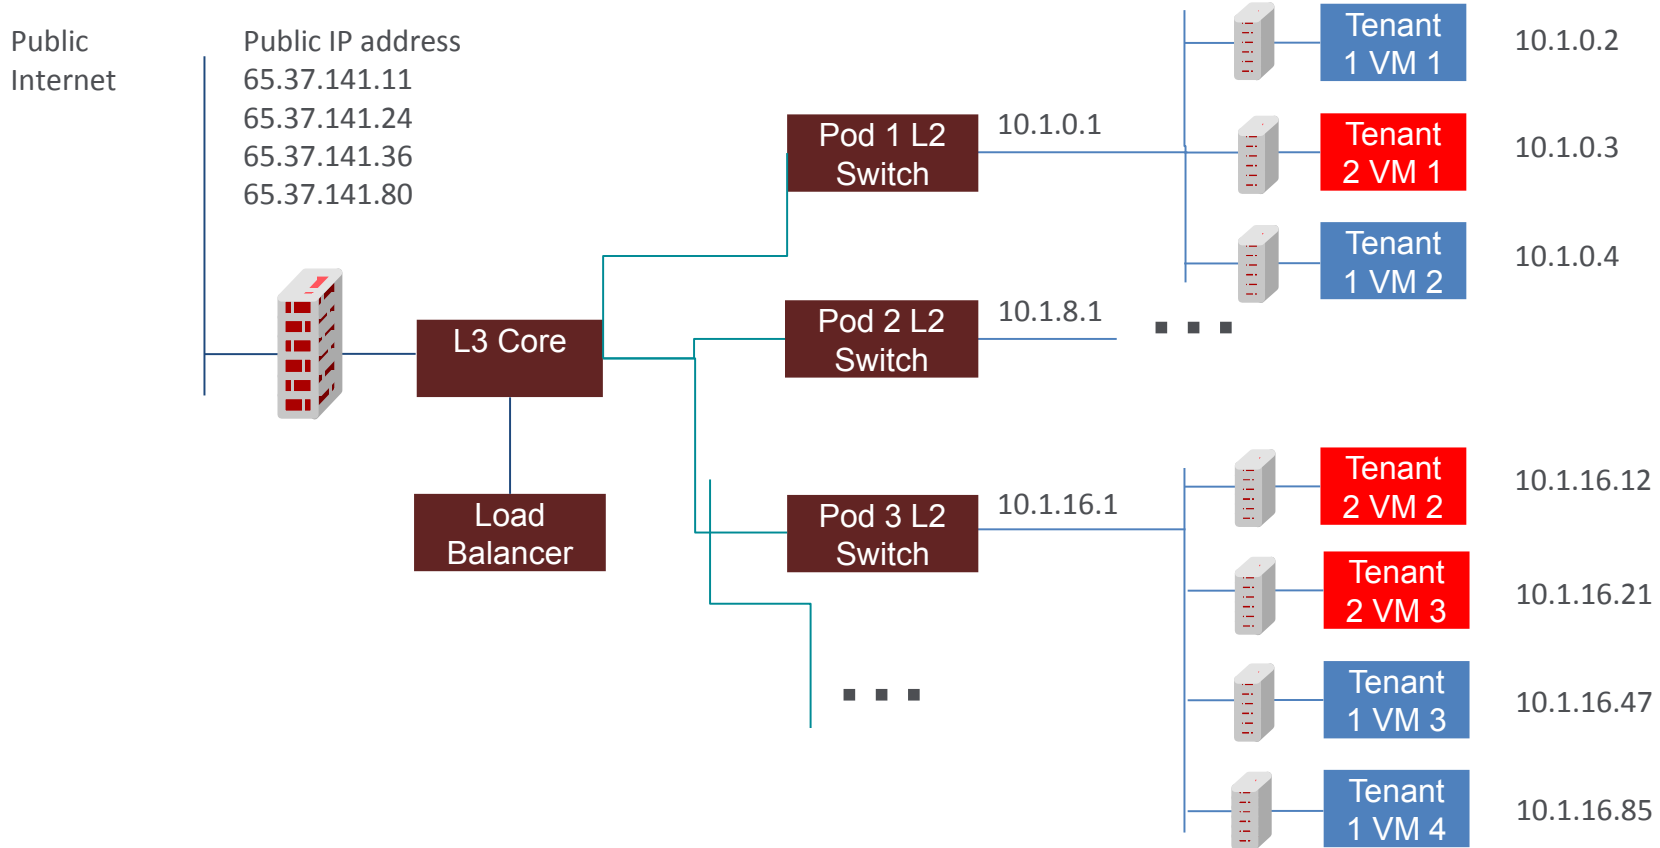 Public
Internet
Public IP address
65.37.141.11
65.37.141.24
65.37.141.36
65.37.141.80
L3 Core
Load
Balancer
Pod 1 L2
Switch
10.1.0.1
Tenant
1 VM 1
10.1.0.2
Tenant
2 VM 1
10.1.0.3
Tenant
1 VM 2
10.1.0.4
Pod 2 L2
Switch
10.1.8.1
...
Pod 3 L2
Switch
10.1.16.1
Tenant
2 VM 2
10.1.16.12
Tenant
2 VM 3
10.1.16.21
Tenant
1 VM 3
10.1.16.47
Tenant
1 VM 4
10.1.16.85
...